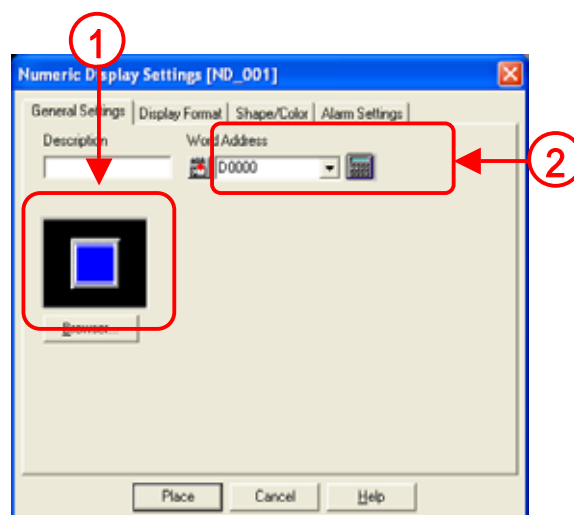 1
Numeric Display Settings [ND_001]
General Settings Display Format Shape/Color Alarm Settings
Description Word Address
D0000
2
Browser...
Place Cancel Help